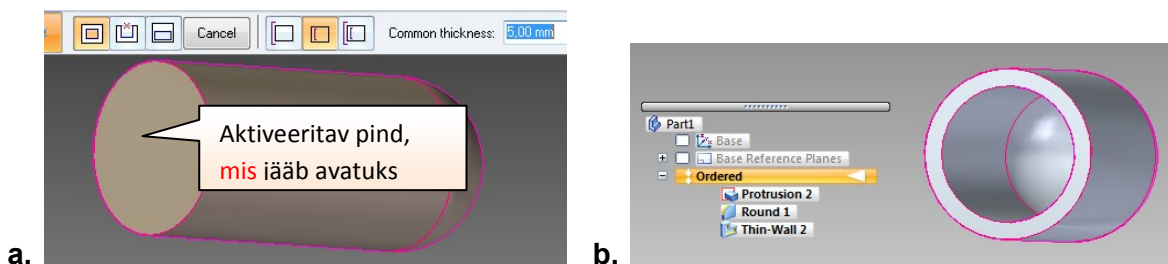 Cancel
Common thickness: 5,00 mm
Aktiveeritav pind,
mis iääb avatuks
a.
Part1
Base
Base Reference Planes
Ordered
Protrusion 2
Round 1
Thin-Wall 2
b.